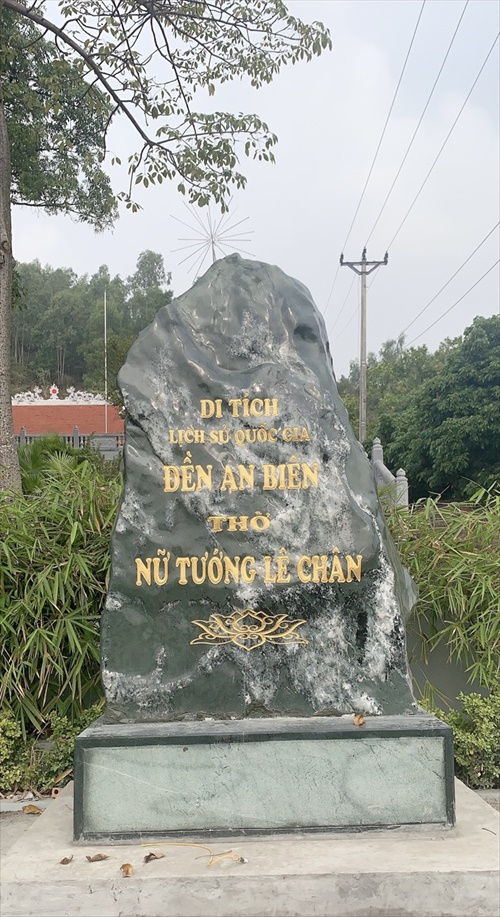 DI TÍCH
LỊCH SỬ QUỐC GIA
ĐỀN AN BIÊN
THỜ
NỮ TƯỚNG LÊ CHÂN